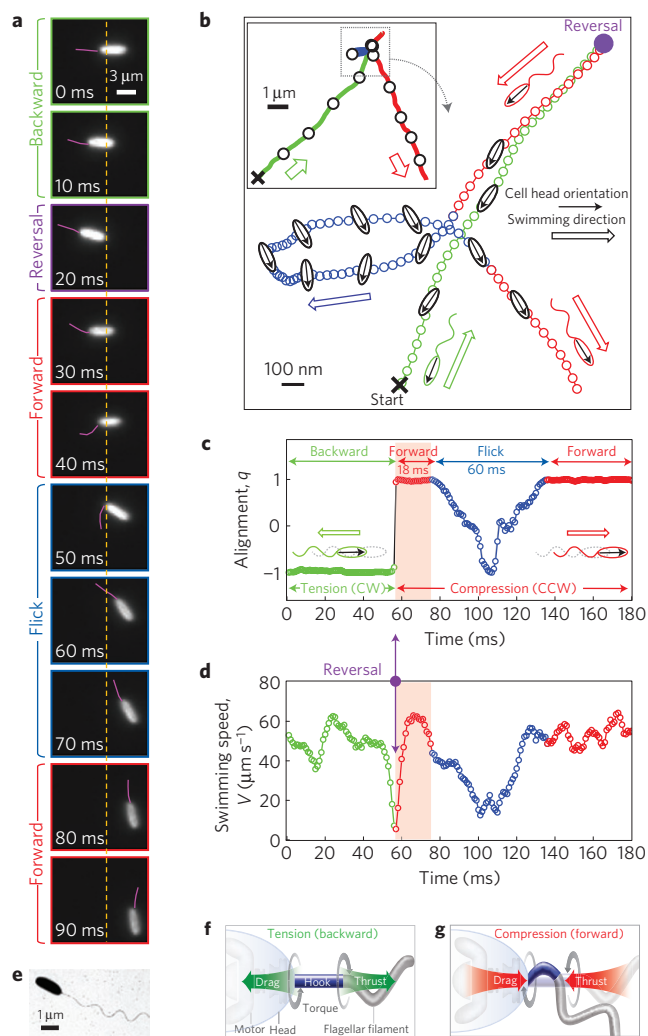 a
Backward
0 ms
3 μm
10 ms
Reversal
20 ms
Forward
30 ms
40 ms
Flick
50 ms
60 ms
70 ms
Forward
80 ms
90 ms
e
1 μm
b
Reversal
1 μm
Cell head orientation
Swimming direction
100 nm
Start
c
Backward
Forward
18 ms
Flick
60 ms
Forward
Alignment, q
1
0
−1
Tension (CW)
Compression (CCW)
0 20 40 60 80 100 120 140 160 180
Time (ms)
Reversal
d
Swimming speed,
V (μm s⁻¹)
80
60
40
20
0
0 20 40 60 80 100 120 140 160 180
Time (ms)
f
Tension (backward)
Drag
Hook
Thrust
Torque
Motor Head
Flagellar filament
g
Compression (forward)
Drag
Thrust